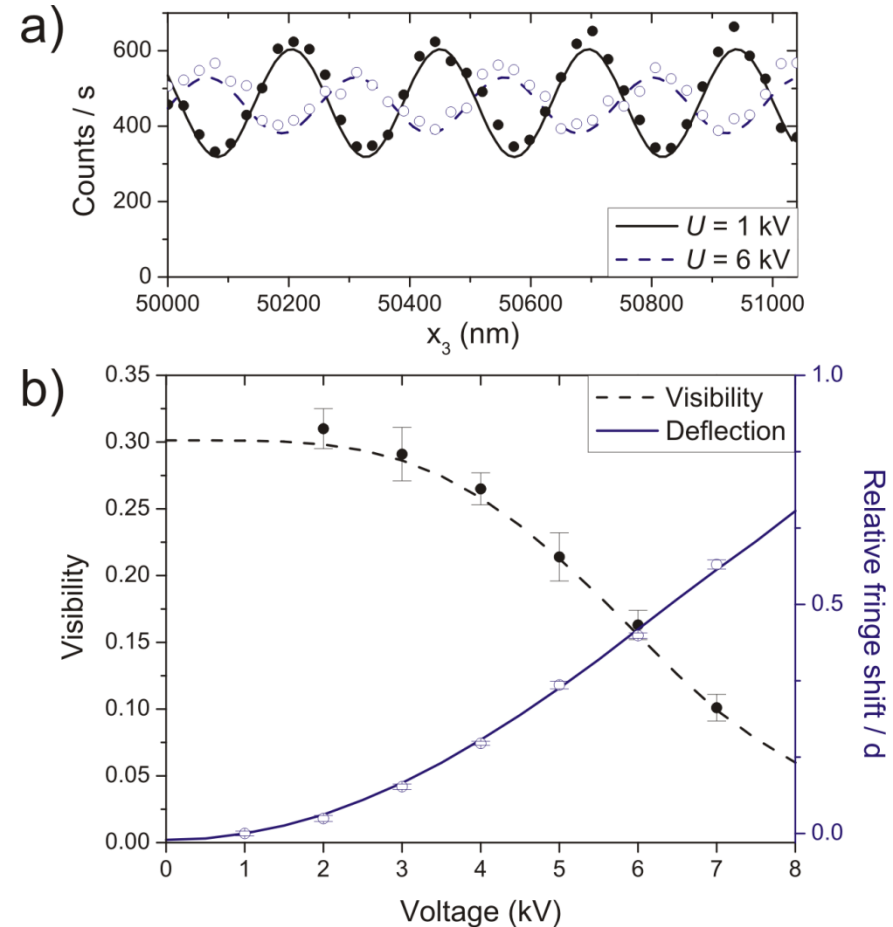 a)
Counts / s
600
400
200
0
U = 1 kV
U = 6 kV
50000
50200
50400
50600
50800
51000
x3 (nm)
b)
Visibility
0.35
0.30
0.25
0.20
0.15
0.10
0.05
0.00
Visibility
Deflection
1.0
0.5
0.0
Relative fringe shift / d
0
1
2
3
4
5
6
7
8
Voltage (kV)